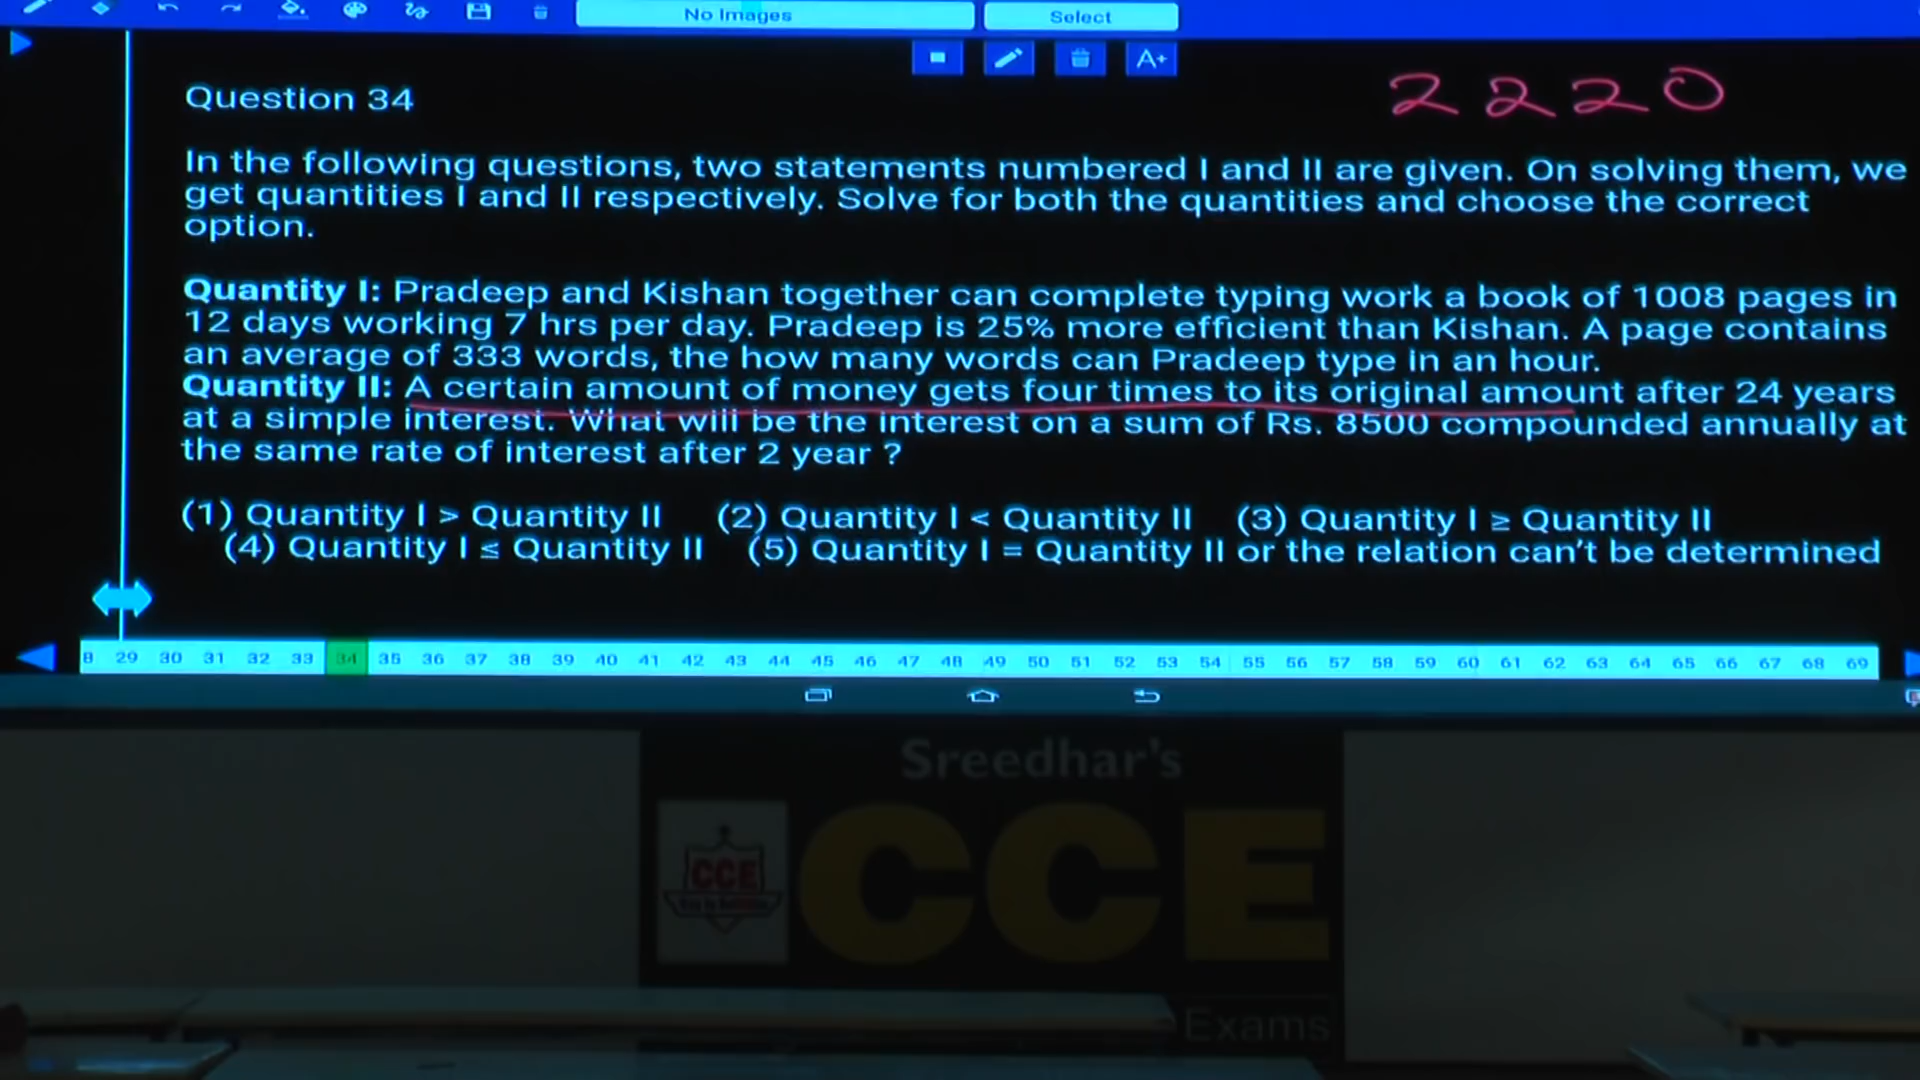 No Images
Select
A+
2220
Question 34
In the following questions, two statements numbered I and II are given. On solving them, we
get quantities I and II respectively. Solve for both the quantities and choose the correct
option.
Quantity I: Pradeep and Kishan together can complete typing work a book of 1008 pages in
12 days working 7 hrs per day. Pradeep is 25% more efficient than Kishan. A page contains
an average of 333 words, the how many words can Pradeep type in an hour.
Quantity II: A certain amount of money gets four times to its original amount after 24 years
at a simple interest. What will be the interest on a sum of Rs. 8500 compounded annually at
the same rate of interest after 2 year ?
(1) Quantity I > Quantity II (2) Quantity I < Quantity II (3) Quantity I ≥ Quantity II
(4) Quantity I ≤ Quantity II (5) Quantity I = Quantity II or the relation can't be determined
8 29 30 31 32 33 34 35 36 37 38 39 40 41 42 43 44 45 46 47 48 49 50 51 52 53 54 55 56 57 58 59 60 61 62 63 64 65 66 67 68 69
Sreedhar's
CCE
CCE
Exams